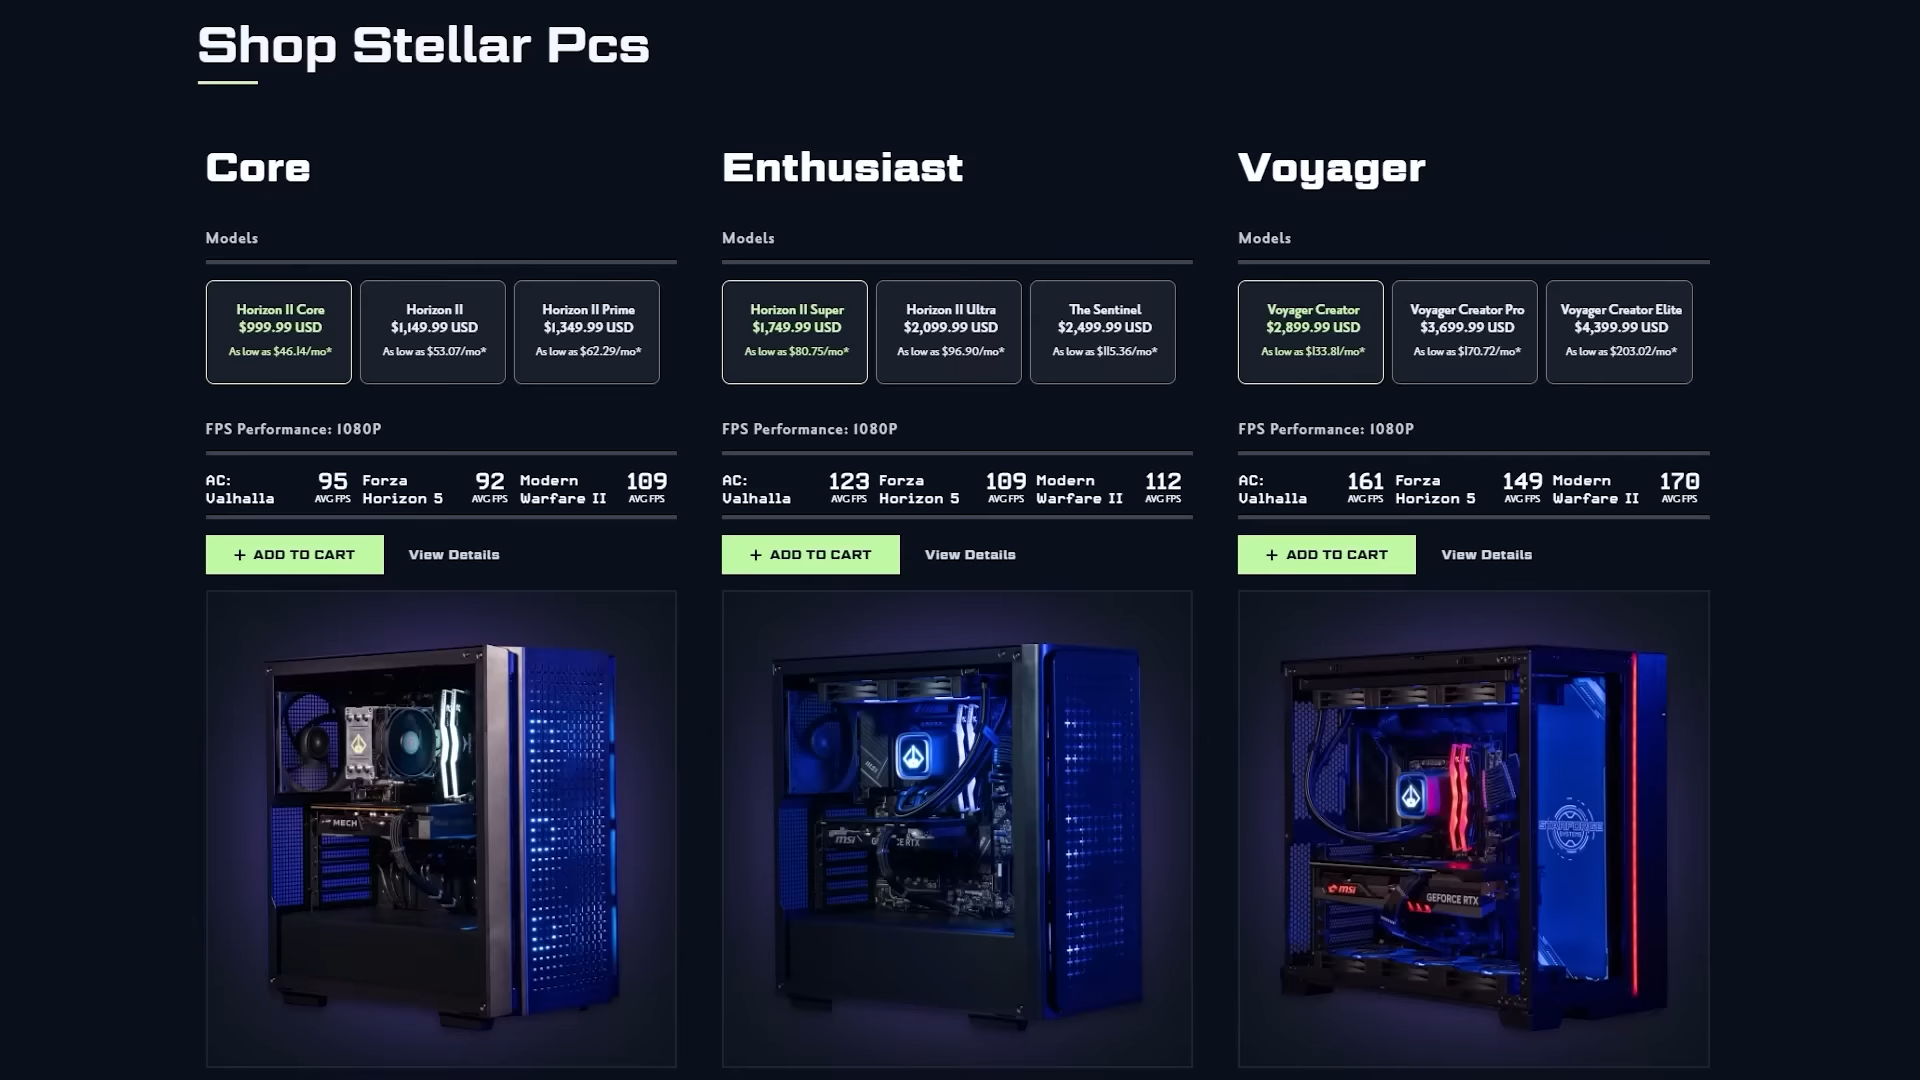 Shop Stellar Pcs
Core
Models
Horizon II Core
$999.99 USD
As low as $46.14/mo*
Horizon II
$1,149.99 USD
As low as $53.07/mo*
Horizon II Prime
$1,349.99 USD
As low as $62.29/mo*
FPS Performance: 1080P
AC:
Valhalla
95
AVG FPS
Forza
Horizon 5
92
AVG FPS
Modern
Warfare II
109
AVG FPS
+ ADD TO CART
View Details
MECH
Enthusiast
Models
Horizon II Super
$1,749.99 USD
As low as $80.75/mo*
Horizon II Ultra
$2,099.99 USD
As low as $96.90/mo*
The Sentinel
$2,499.99 USD
As low as $115.36/mo*
FPS Performance: 1080P
AC:
Valhalla
123
AVG FPS
Forza
Horizon 5
109
AVG FPS
Modern
Warfare II
112
AVG FPS
+ ADD TO CART
View Details
msi
RTX
Voyager
Models
Voyager Creator
$2,899.99 USD
As low as $133.81/mo*
Voyager Creator Pro
$3,699.99 USD
As low as $170.72/mo*
Voyager Creator Elite
$4,399.99 USD
As low as $203.02/mo*
FPS Performance: 1080P
AC:
Valhalla
161
AVG FPS
Forza
Horizon 5
149
AVG FPS
Modern
Warfare II
170
AVG FPS
+ ADD TO CART
View Details
STARFORGE
SYSTEMS
msi
GEFORCE RTX